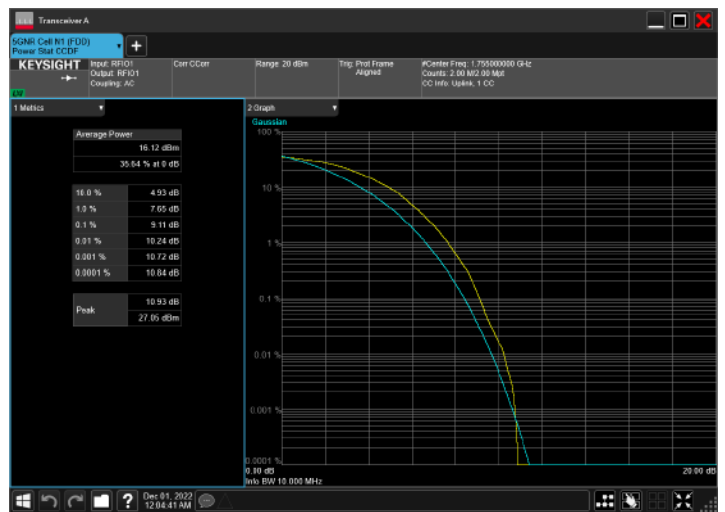 Transceiver A
5GNR Cell N1 (FDD)
Power Stat CCDF
KEYSIGHT
Input: RFIO1
Output: RFIO1
Coupling: AC
Corr CCorr
Range: 20 dBm
Trig: Prot Frame
Aligned
#Center Freq: 1.755000000 GHz
Counts: 2.00 M/2.00 Mpt
CC Info: Uplink, 1 CC
1 Metrics
Average Power
16.12 dBm
35.64 % at 0 dB
10.0 % 4.93 dB
1.0 % 7.65 dB
0.1 % 9.11 dB
0.01 % 10.24 dB
0.001 % 10.72 dB
0.0001 % 10.84 dB
Peak
10.93 dB
27.05 dBm
2 Graph
Gaussian
100 %
10 %
1 %
0.1 %
0.01 %
0.001 %
0.0001 %
0.00 dB
20.00 dB
Info BW 10.000 MHz
?
Dec 01, 2022
12:04:41 AM